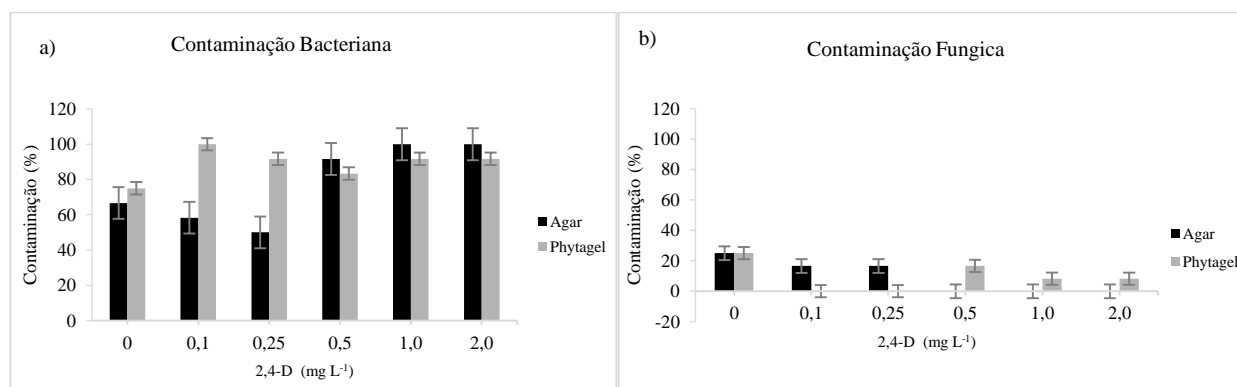 a)
Contaminação Bacteriana
Contaminação (%)
120
100
80
60
40
20
0
0 0,1 0,25 0,5 1,0 2,0
2,4-D (mg L-1)
Agar
Phytagel
b)
Contaminação Fungica
Contaminação (%)
120
100
80
60
40
20
0
-20
0 0,1 0,25 0,5 1,0 2,0
2,4-D (mg L-1)
Agar
Phytagel